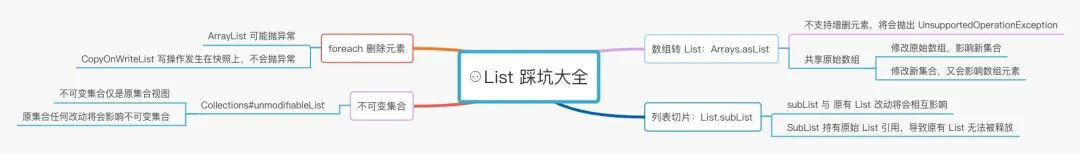 ArrayList 可能抛异常
CopyOnWriteList 写操作发生在快照上，不会抛异常
foreach 删除元素
不可变集合仅是原集合视图
原集合任何改动将会影响不可变集合
Collections#unmodifiableList
不可变集合
List 踩坑大全
数组转 List：Arrays.asList
不支持增删元素，将会抛出 UnsupportedOperationException
共享原始数组
修改原始数组，影响新集合
修改新集合，又会影响数组元素
列表切片：List.subList
subList 与 原有 List 改动将会相互影响
SubList 持有原始 List 引用，导致原有 List 无法被释放